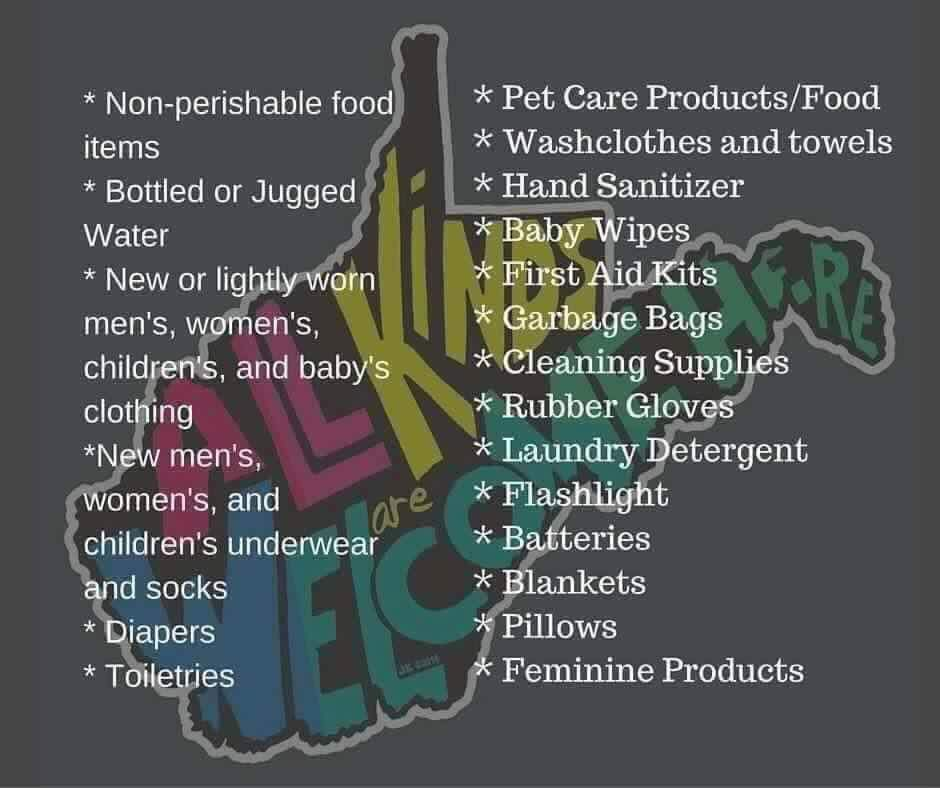 * Non-perishable food
items
* Bottled or Jugged
Water
* New or lightly worn
men's, women's,
children's, and baby's
clothing
*New men's,
women's, and
children's underwear
and socks
* Diapers
* Toiletries
* Pet Care Products/Food
* Washclothes and towels
* Hand Sanitizer
* Baby Wipes
* First Aid Kits
* Garbage Bags
* Cleaning Supplies
* Rubber Gloves
* Laundry Detergent
* Flashlight
* Batteries
* Blankets
* Pillows
* Feminine Products
ALL KiNDS
are
WELCOME HERE